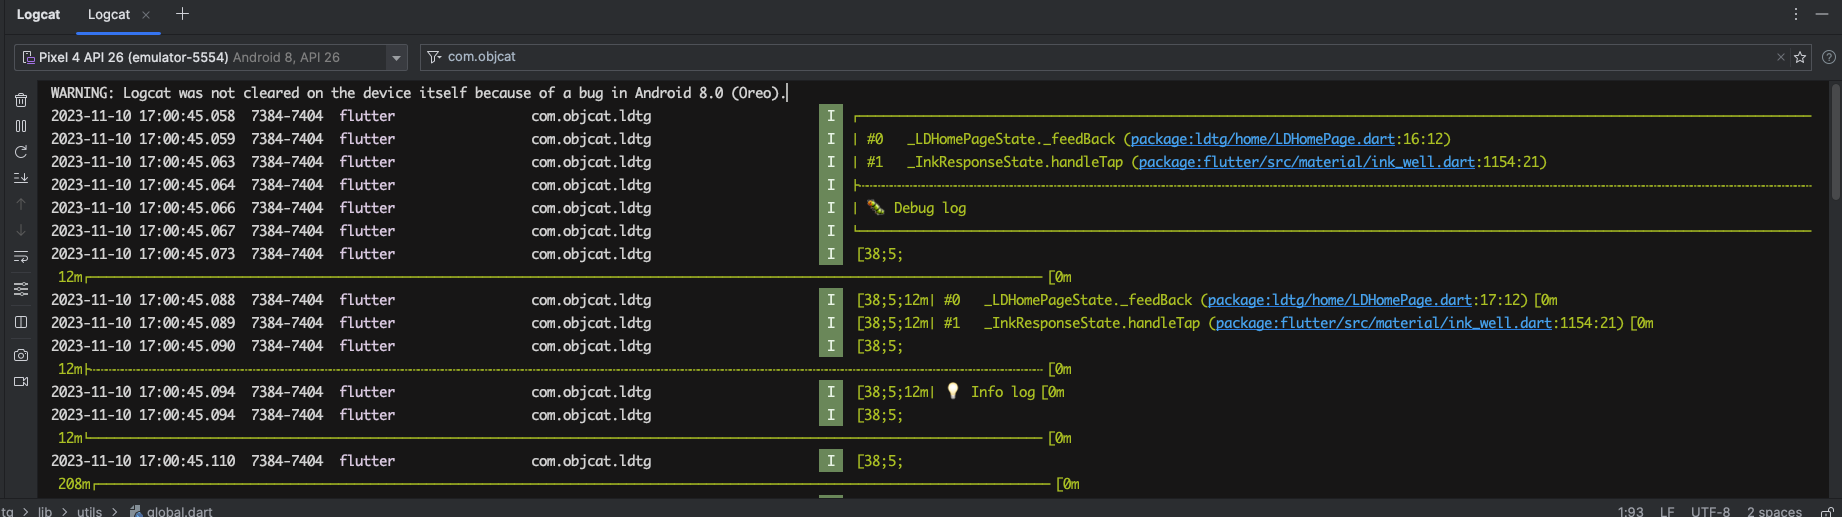 Logcat Logcat
Pixel 4 API 26 (emulator-5554) Android 8, API 26 com.objcat
WARNING: Logcat was not cleared on the device itself because of a bug in Android 8.0 (Oreo).
2023-11-10 17:00:45.058 7384-7404 flutter com.objcat.ldtg I
2023-11-10 17:00:45.059 7384-7404 flutter com.objcat.ldtg I | #0 _LDHomePageState._feedBack (package:ldtg/home/LDHomePage.dart:16:12)
2023-11-10 17:00:45.063 7384-7404 flutter com.objcat.ldtg I | #1 _InkResponseState.handleTap (package:flutter/src/material/ink_well.dart:1154:21)
2023-11-10 17:00:45.064 7384-7404 flutter com.objcat.ldtg I
2023-11-10 17:00:45.066 7384-7404 flutter com.objcat.ldtg I | 🐛 Debug log
2023-11-10 17:00:45.067 7384-7404 flutter com.objcat.ldtg I
2023-11-10 17:00:45.073 7384-7404 flutter com.objcat.ldtg I [38;5;
12m [0m
2023-11-10 17:00:45.088 7384-7404 flutter com.objcat.ldtg I [38;5;12m| #0 _LDHomePageState._feedBack (package:ldtg/home/LDHomePage.dart:17:12) [0m
2023-11-10 17:00:45.089 7384-7404 flutter com.objcat.ldtg I [38;5;12m| #1 _InkResponseState.handleTap (package:flutter/src/material/ink_well.dart:1154:21) [0m
2023-11-10 17:00:45.090 7384-7404 flutter com.objcat.ldtg I [38;5;
12m [0m
2023-11-10 17:00:45.094 7384-7404 flutter com.objcat.ldtg I [38;5;12m| 💡 Info log [0m
2023-11-10 17:00:45.094 7384-7404 flutter com.objcat.ldtg I [38;5;
12m [0m
2023-11-10 17:00:45.110 7384-7404 flutter com.objcat.ldtg I [38;5;
208m [0m
tg > lib > utils > global.dart 1:93 LF UTF-8 2 spaces